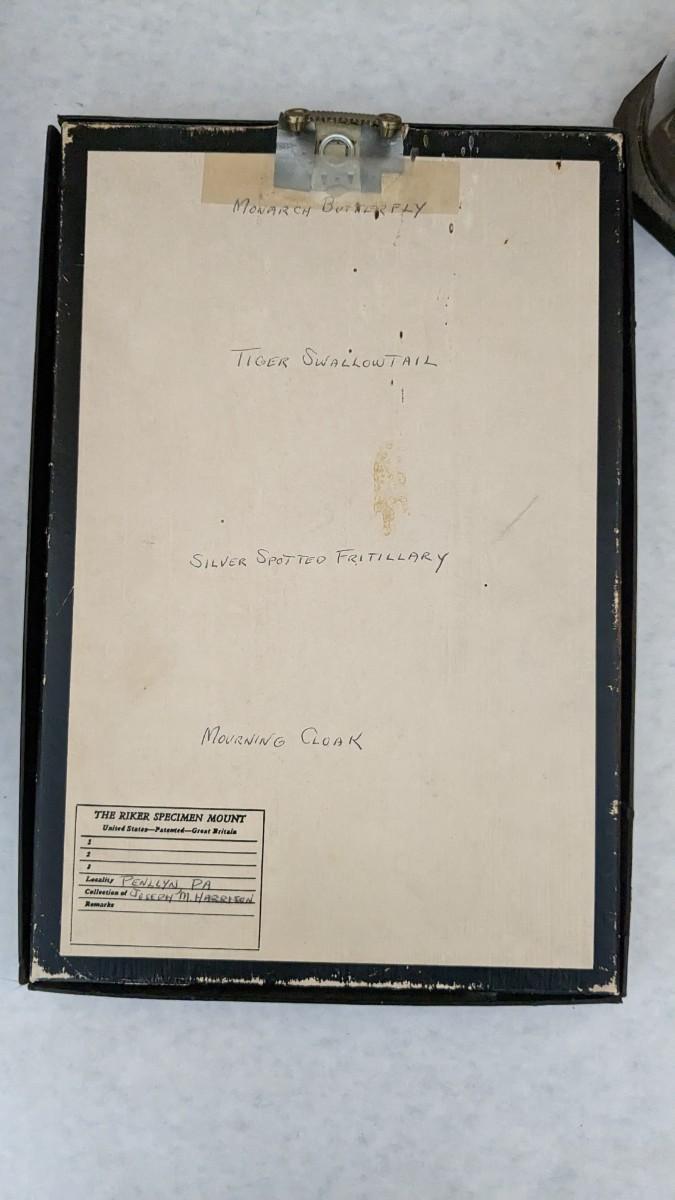 MONARCH BUTTERFLY
TIGER SWALLOWTAIL
SILVER SPOTTED FRITILLARY
MOURNING CLOAK
THE RIKER SPECIMEN MOUNT
United States—Patented—Great Britain
1
2
3
Locality PENLLYN, PA
Collection of JOSEPH M. HARRISON
Remarks